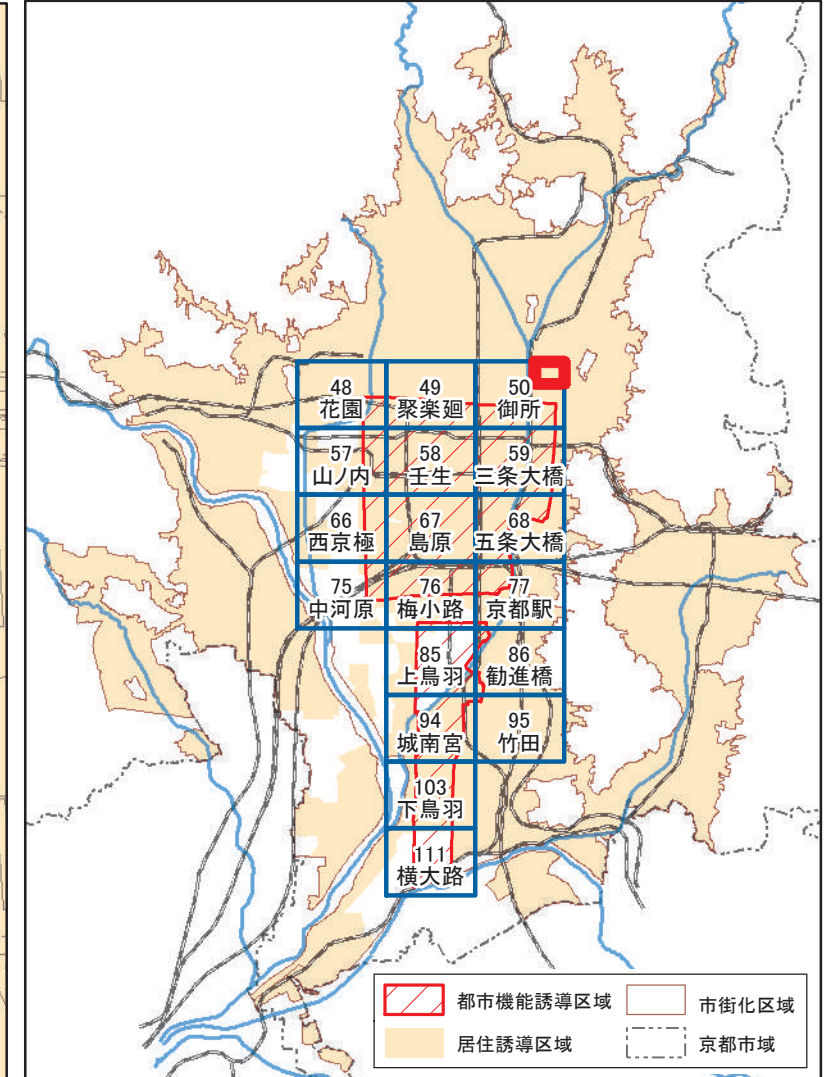 48
花園
49
聚楽廻
50
御所
57
山ノ内
58
壬生
59
三条大橋
66
西京極
67
島原
68
五条大橋
75
中河原
76
梅小路
77
京都駅
85
上鳥羽
86
勧進橋
94
城南宮
95
竹田
103
下鳥羽
111
横大路
都市機能誘導区域
市街化区域
居住誘導区域
京都市域